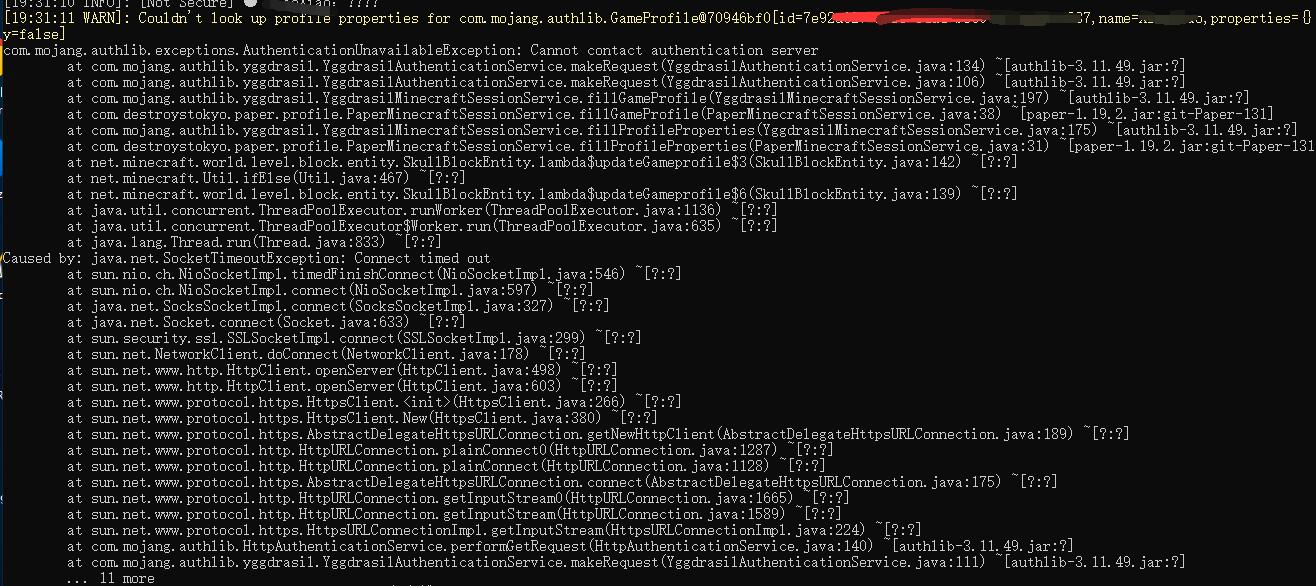 [19:31:10 INFO]: [Not Secure] ????
[19:31:11 WARN]: Couldn't look up profile properties for com.mojang.authlib.GameProfile@70946bf0[id=7e92 37,name= o,properties={}
y=false]
com.mojang.authlib.exceptions.AuthenticationUnavailableException: Cannot contact authentication server
at com.mojang.authlib.yggdrasil.YggdrasilAuthenticationService.makeRequest(YggdrasilAuthenticationService.java:134) ~[authlib-3.11.49.jar:?]
at com.mojang.authlib.yggdrasil.YggdrasilAuthenticationService.makeRequest(YggdrasilAuthenticationService.java:106) ~[authlib-3.11.49.jar:?]
at com.mojang.authlib.yggdrasil.YggdrasilMinecraftSessionService.fillGameProfile(YggdrasilMinecraftSessionService.java:197) ~[authlib-3.11.49.jar:?]
at com.destroystokyo.paper.profile.PaperMinecraftSessionService.fillGameProfile(PaperMinecraftSessionService.java:38) ~[paper-1.19.2.jar:git-Paper-131]
at com.mojang.authlib.yggdrasil.YggdrasilMinecraftSessionService.fillProfileProperties(YggdrasilMinecraftSessionService.java:175) ~[authlib-3.11.49.jar:?]
at com.destroystokyo.paper.profile.PaperMinecraftSessionService.fillProfileProperties(PaperMinecraftSessionService.java:31) ~[paper-1.19.2.jar:git-Paper-131
at net.minecraft.world.level.block.entity.SkullBlockEntity.lambda$updateGameprofile$3(SkullBlockEntity.java:142) ~[?:?]
at net.minecraft.Util.ifElse(Util.java:467) ~[?:?]
at net.minecraft.world.level.block.entity.SkullBlockEntity.lambda$updateGameprofile$6(SkullBlockEntity.java:139) ~[?:?]
at java.util.concurrent.ThreadPoolExecutor.runWorker(ThreadPoolExecutor.java:1136) ~[?:?]
at java.util.concurrent.ThreadPoolExecutor$Worker.run(ThreadPoolExecutor.java:635) ~[?:?]
at java.lang.Thread.run(Thread.java:833) ~[?:?]
Caused by: java.net.SocketTimeoutException: Connect timed out
at sun.nio.ch.NioSocketImpl.timedFinishConnect(NioSocketImpl.java:546) ~[?:?]
at sun.nio.ch.NioSocketImpl.connect(NioSocketImpl.java:597) ~[?:?]
at java.net.SocksSocketImpl.connect(SocksSocketImpl.java:327) ~[?:?]
at java.net.Socket.connect(Socket.java:633) ~[?:?]
at sun.security.ssl.SSLSocketImpl.connect(SSLSocketImpl.java:299) ~[?:?]
at sun.net.NetworkClient.doConnect(NetworkClient.java:178) ~[?:?]
at sun.net.www.http.HttpClient.openServer(HttpClient.java:498) ~[?:?]
at sun.net.www.http.HttpClient.openServer(HttpClient.java:603) ~[?:?]
at sun.net.www.protocol.https.HttpsClient.<init>(HttpsClient.java:266) ~[?:?]
at sun.net.www.protocol.https.HttpsClient.New(HttpsClient.java:380) ~[?:?]
at sun.net.www.protocol.https.AbstractDelegateHttpsURLConnection.getNewHttpClient(AbstractDelegateHttpsURLConnection.java:189) ~[?:?]
at sun.net.www.protocol.http.HttpURLConnection.plainConnect0(HttpURLConnection.java:1287) ~[?:?]
at sun.net.www.protocol.http.HttpURLConnection.plainConnect(HttpURLConnection.java:1128) ~[?:?]
at sun.net.www.protocol.https.AbstractDelegateHttpsURLConnection.connect(AbstractDelegateHttpsURLConnection.java:175) ~[?:?]
at sun.net.www.protocol.http.HttpURLConnection.getInputStream0(HttpURLConnection.java:1665) ~[?:?]
at sun.net.www.protocol.http.HttpURLConnection.getInputStream(HttpURLConnection.java:1589) ~[?:?]
at sun.net.www.protocol.https.HttpsURLConnectionImpl.getInputStream(HttpsURLConnectionImpl.java:224) ~[?:?]
at com.mojang.authlib.HttpAuthenticationService.performGetRequest(HttpAuthenticationService.java:140) ~[authlib-3.11.49.jar:?]
at com.mojang.authlib.yggdrasil.YggdrasilAuthenticationService.makeRequest(YggdrasilAuthenticationService.java:111) ~[authlib-3.11.49.jar:?]
... 11 more